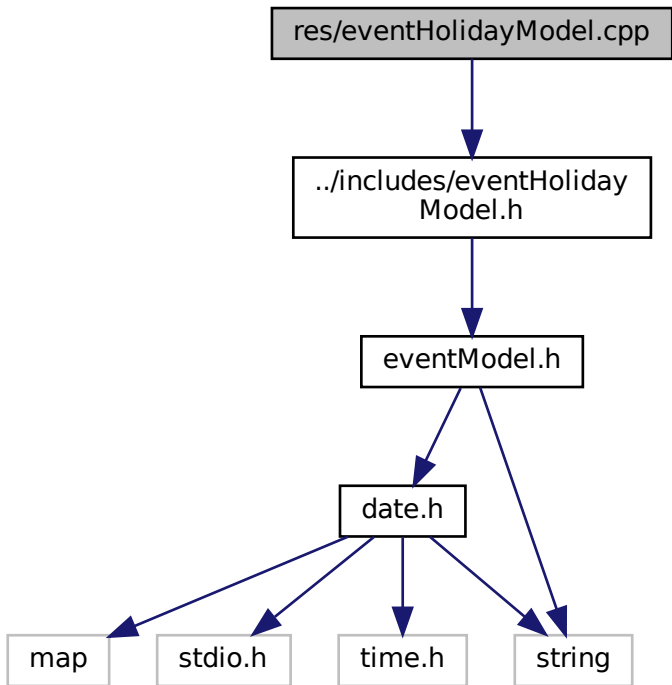 res/eventHolidayModel.cpp
../includes/eventHoliday
Model.h
eventModel.h
date.h
map
stdio.h
time.h
string